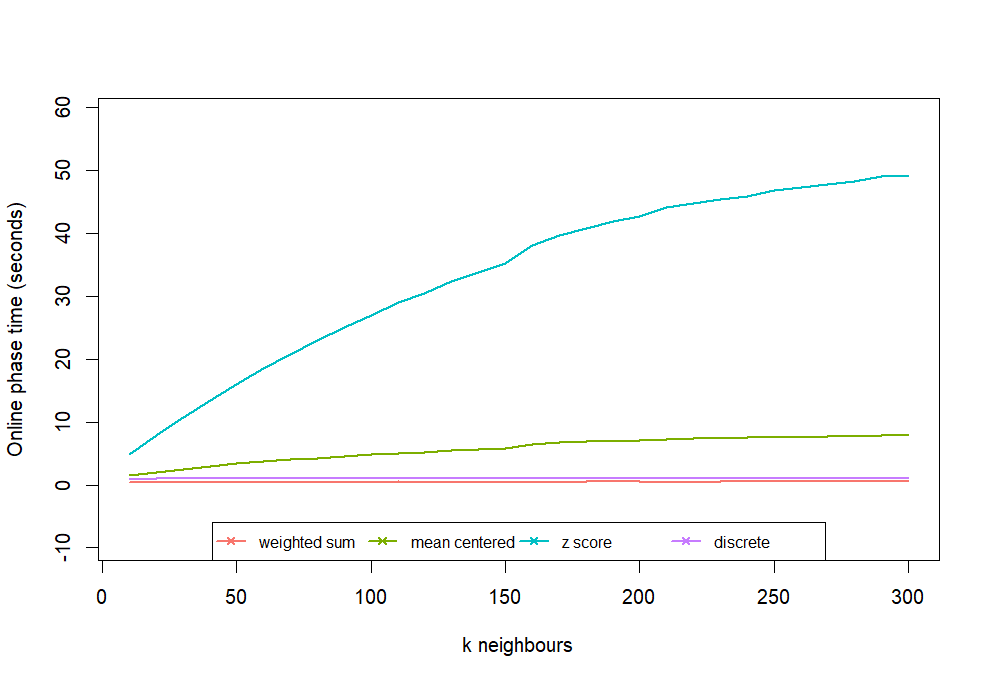 Online phase time (seconds)
60
50
40
30
20
10
0
-10
weighted sum mean centered z score discrete
0 50 100 150 200 250 300
k neighbours